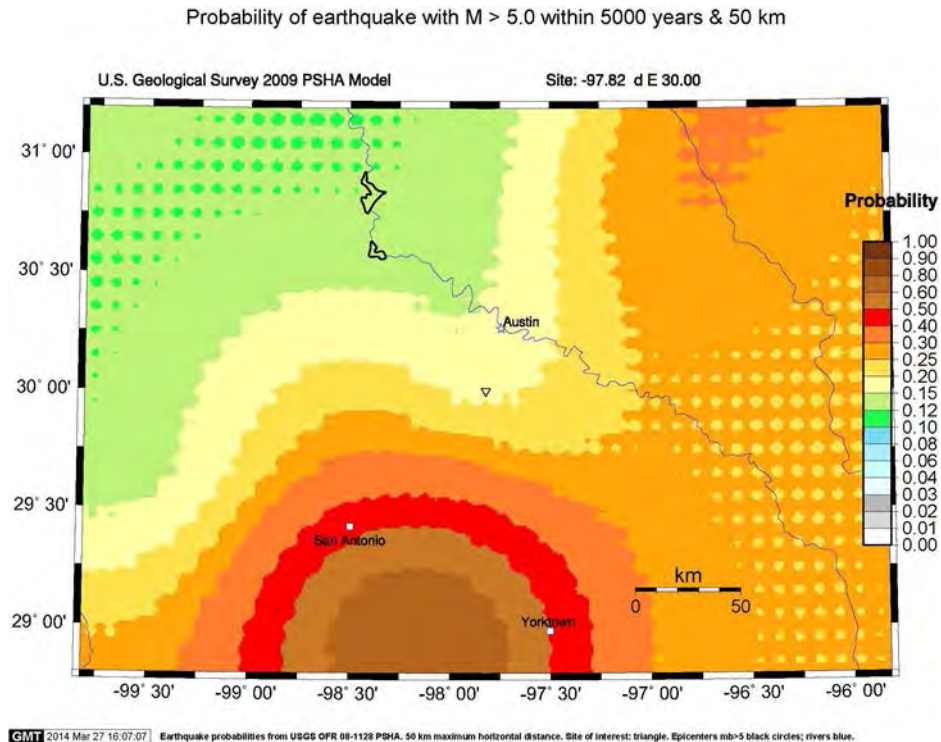 Probability of earthquake with M > 5.0 within 5000 years & 50 km
U.S. Geological Survey 2009 PSHA Model
Site: -97.82 d E 30.00
31° 00'
30° 30'
30° 00'
29° 30'
29° 00'
Austin
San Antonio
Yorktown
km
0 50
Probability
1.00
0.90
0.80
0.60
0.50
0.40
0.30
0.25
0.20
0.15
0.12
0.10
0.08
0.06
0.04
0.03
0.02
0.01
0.00
-99° 30' -99° 00' -98° 30' -98° 00' -97° 30' -97° 00' -96° 30' -96° 00'
GMT 2014 Mar 27 16:07:07 Earthquake probabilities from USGS OFR 08-1128 PSHA. 50 km maximum horizontal distance. Site of interest: triangle. Epicenters mb>5 black circles; rivers blue.